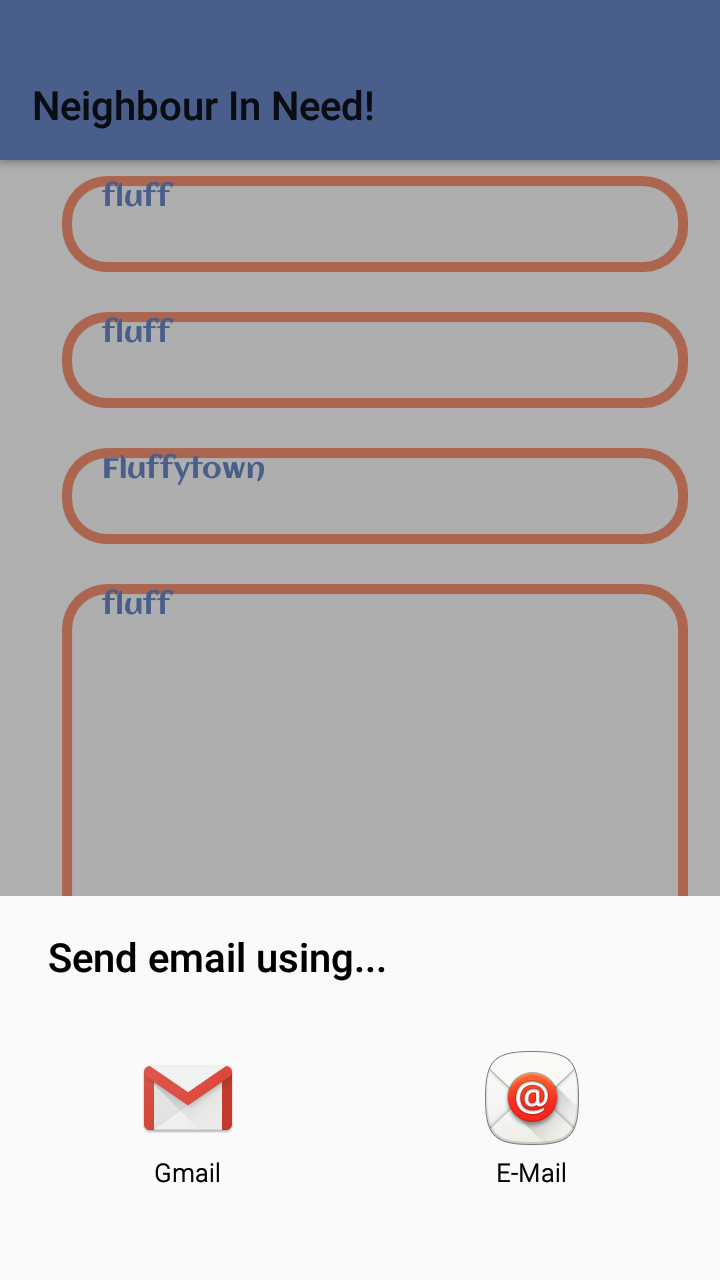 Neighbour In Need!
fluff
fluff
Fluffytown
fluff
Send email using...
@
Gmail
E-Mail